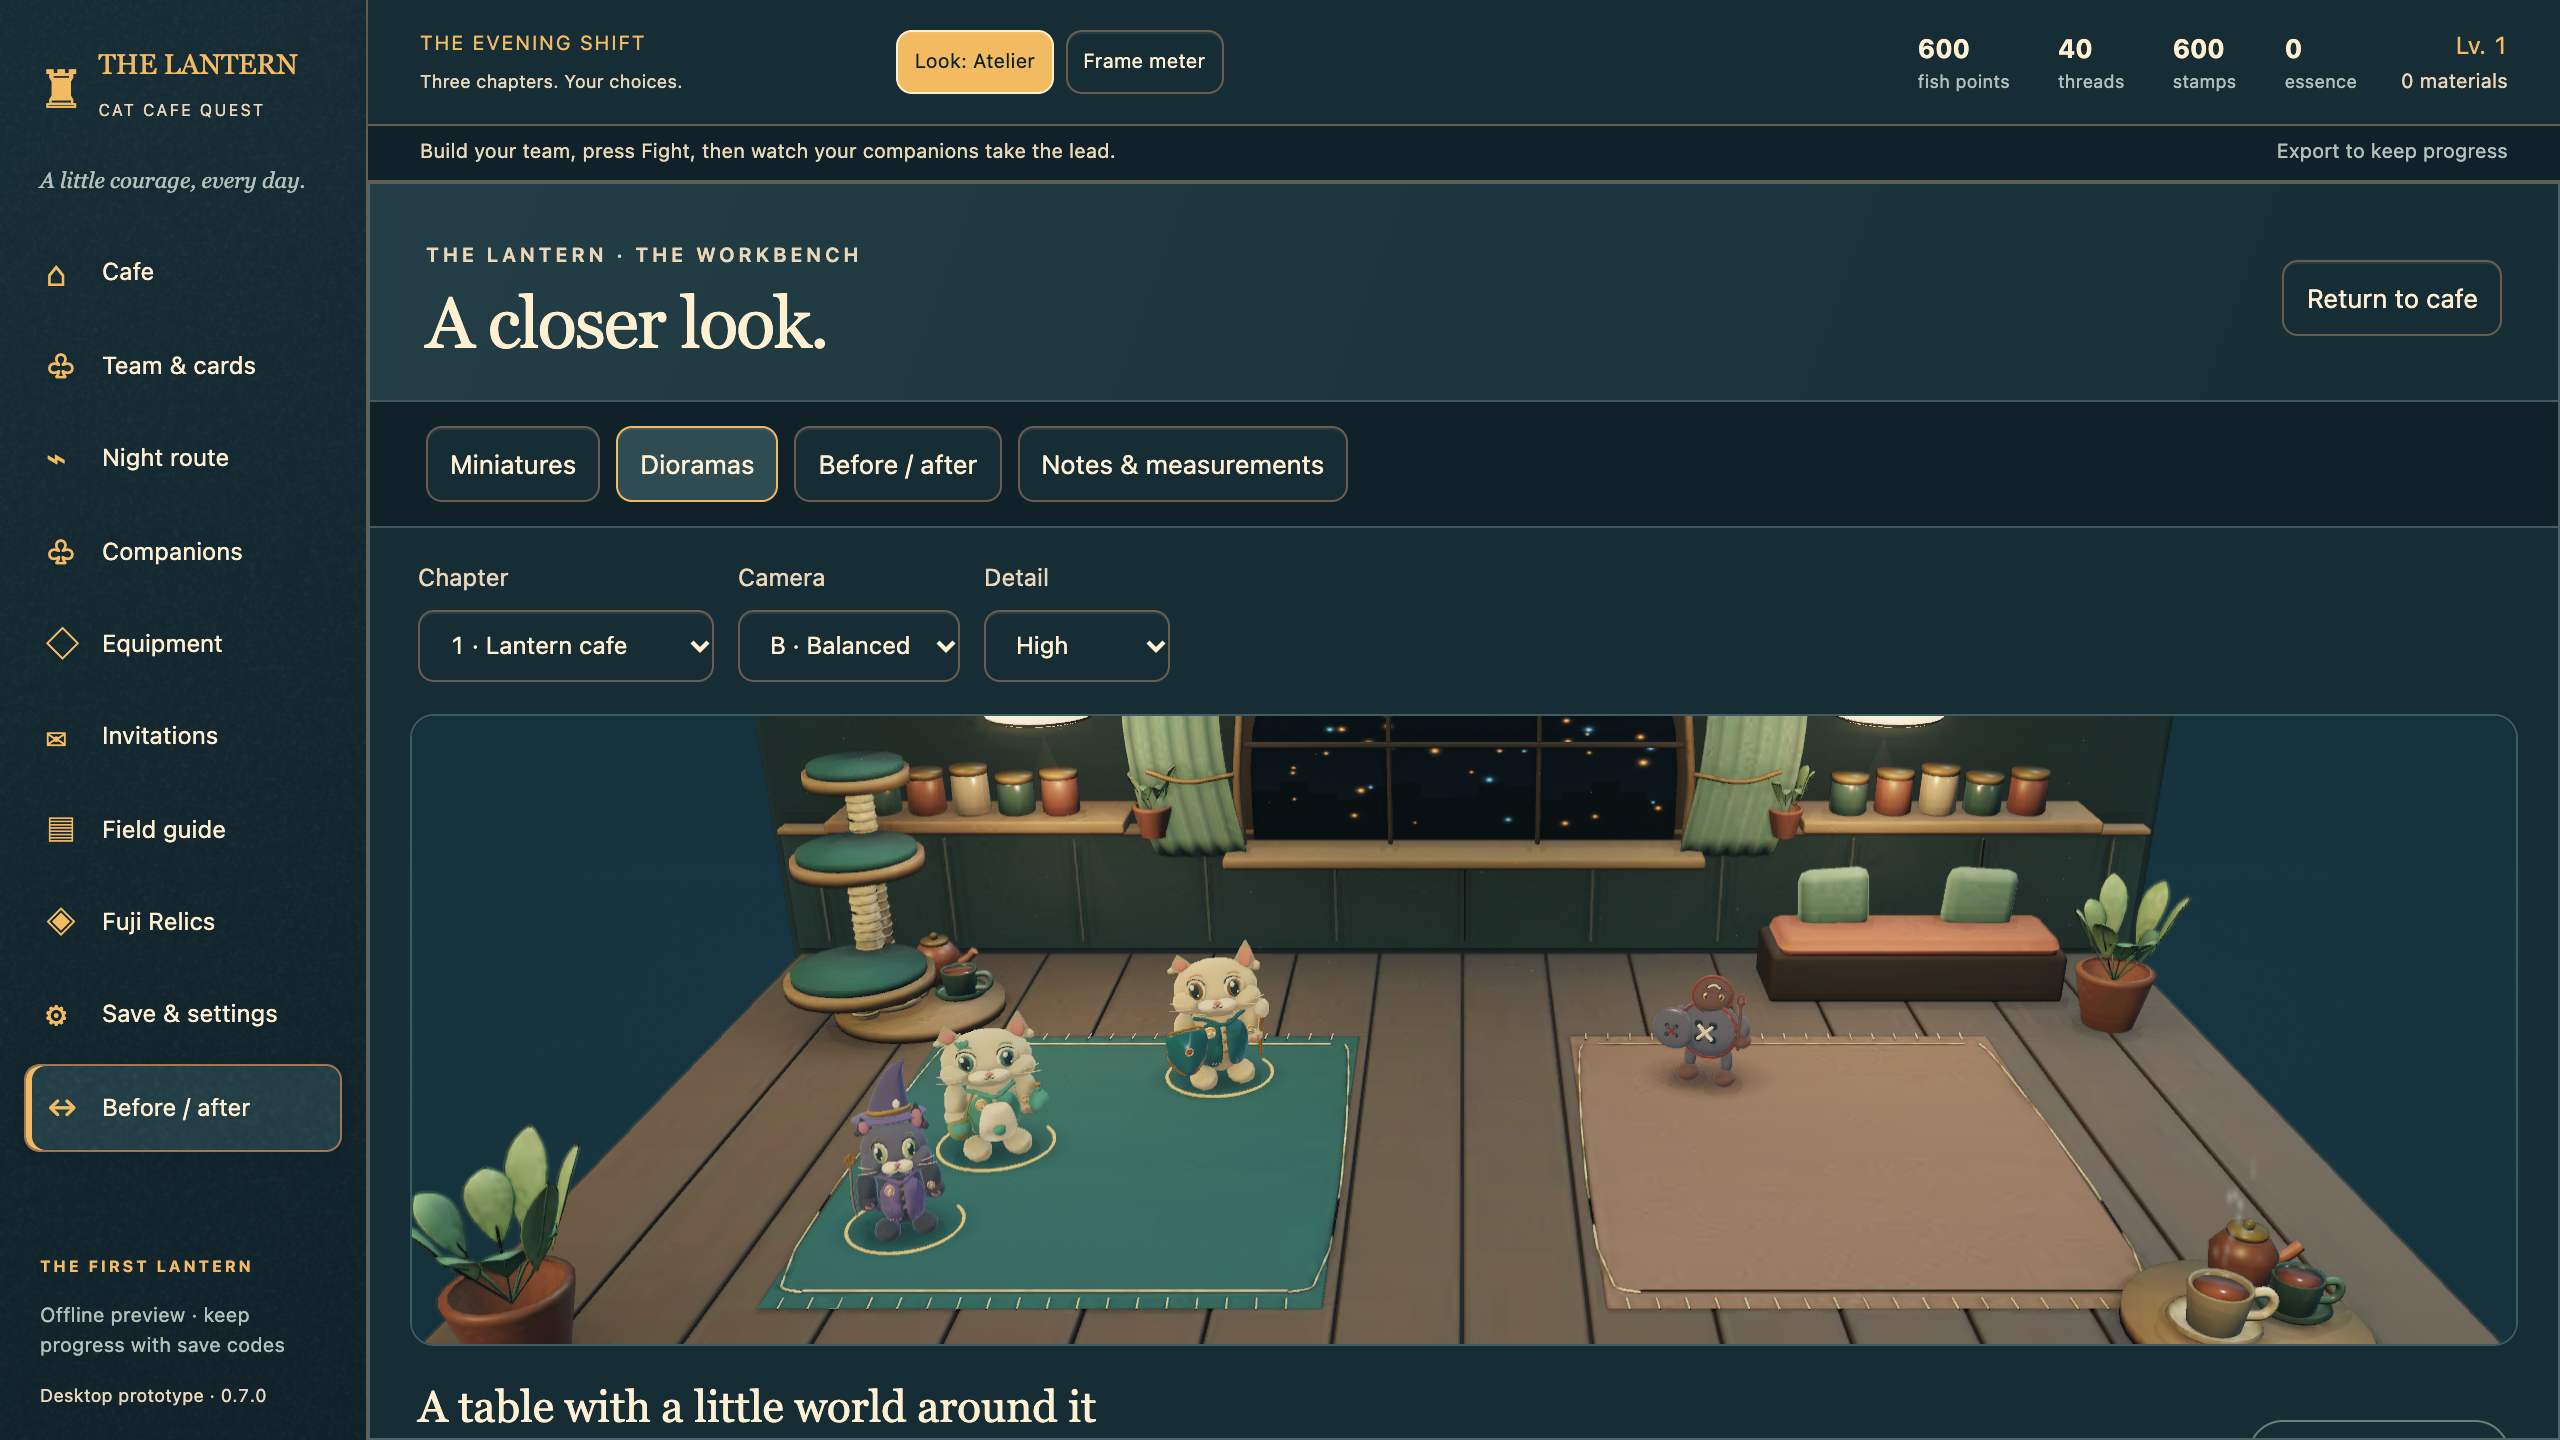 THE LANTERN
CAT CAFE QUEST
A little courage, every day.
Cafe
Team & cards
Night route
Companions
Equipment
Invitations
Field guide
Fuji Relics
Save & settings
Before / after
THE FIRST LANTERN
Offline preview · keep
progress with save codes
Desktop prototype · 0.7.0
THE EVENING SHIFT
Three chapters. Your choices.
Look: Atelier
Frame meter
600
fish points
40
threads
600
stamps
0
essence
Lv. 1
0 materials
Build your team, press Fight, then watch your companions take the lead.
Export to keep progress
THE LANTERN · THE WORKBENCH
A closer look.
Return to cafe
Miniatures
Dioramas
Before / after
Notes & measurements
Chapter
Camera
Detail
1 · Lantern cafe
B · Balanced
High
A table with a little world around it